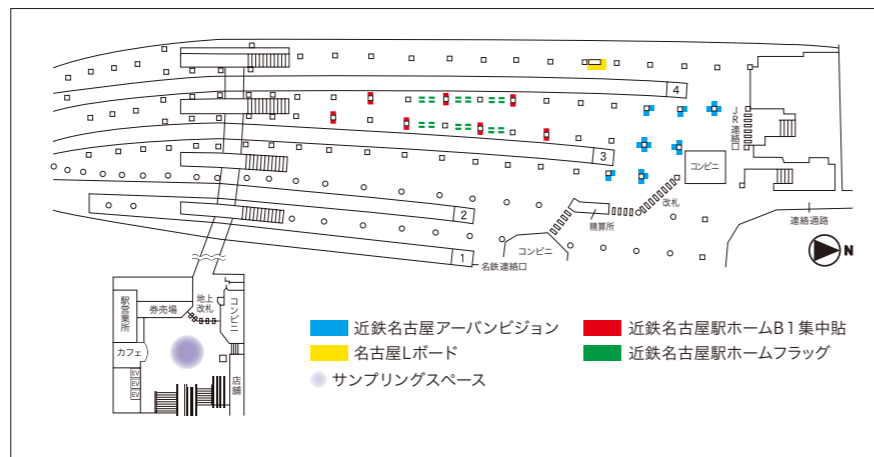 4
JR連絡口
3
コンビニ
改札
2
精算所
連絡通路
コンビニ
1
名鉄連絡口
N
駅営業所
券売場
地上
改札
コンビニ
カフェ
EV
EV
EV
店舗
近鉄名古屋アーバンビジョン
近鉄名古屋駅ホームB1集中貼
名古屋Lボード
近鉄名古屋駅ホームフラッグ
サンプリングスペース